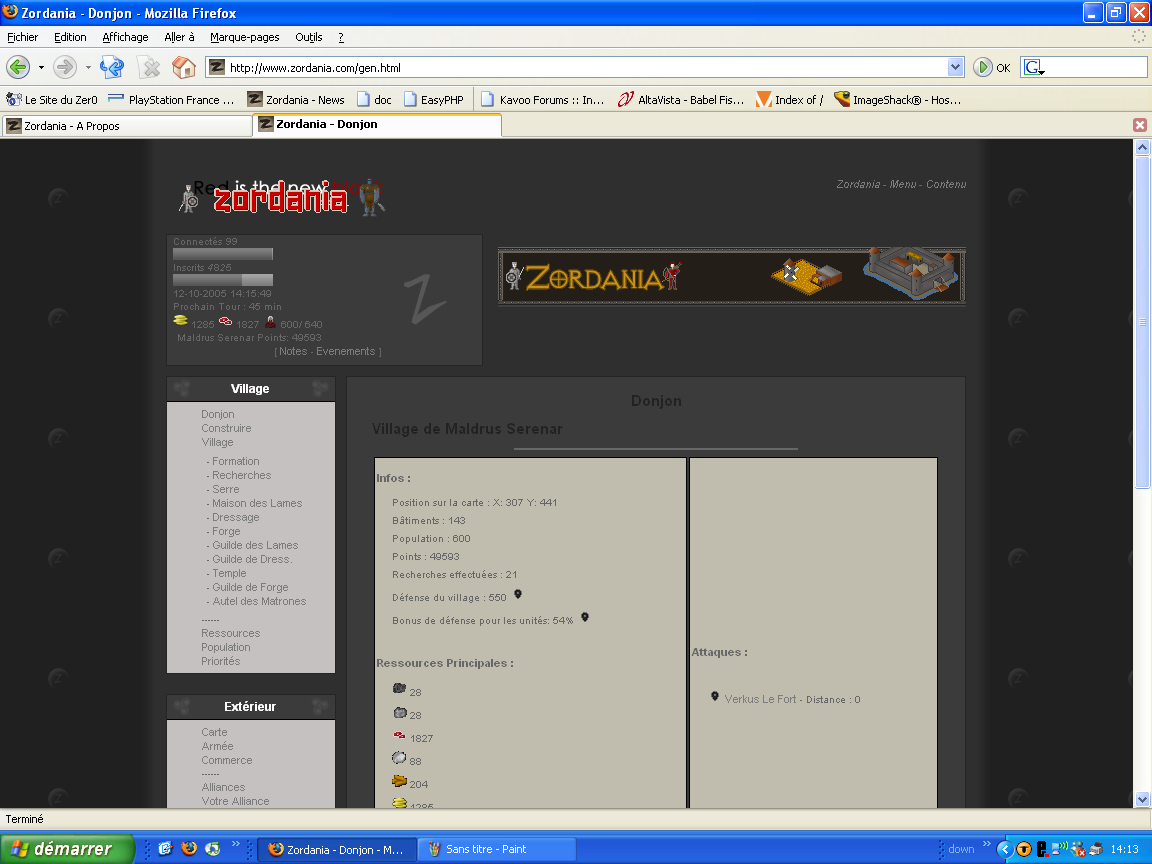 Zordania - Donjon - Mozilla Firefox
Fichier Edition Affichage Aller à Marque-pages Outils ?
http://www.zordania.com/gen.html OK G
Le Site du Zer0 PlayStation France ... Zordania - News doc EasyPHP Kavoo Forums :: In... AltaVista - Babel Fis... Index of / ImageShack® - Hos...
Zordania - A Propos Zordania - Donjon
Red is the new
zordania
Zordania - Menu - Contenu
Connectés 99
Inscrits 4825
12-10-2005 14:15:49
Prochain Tour : 45 min
1285 1827 600/ 640
Maldrus Serenar Points: 49593
[ Notes - Evenements ]
Z
ZORDANIA
Village
Donjon
Construire
Village
- Formation
- Recherches
- Serre
- Maison des Lames
- Dressage
- Forge
- Guilde des Lames
- Guilde de Dress.
- Temple
- Guilde de Forge
- Autel des Matrones
------
Ressources
Population
Priorités
Extérieur
Carte
Armée
Commerce
------
Alliances
Votre Alliance
Donjon
Village de Maldrus Serenar
Infos :
Position sur la carte : X: 307 Y: 441
Bâtiments : 143
Population : 600
Points : 49593
Recherches effectuées : 21
Défense du village : 550
Bonus de défense pour les unités: 54%
Ressources Principales :
28
28
1827
88
204
1285
Attaques :
Verkus Le Fort - Distance : 0
Terminé
démarrer » Zordania - Donjon - M... Sans titre - Paint down » 14:13